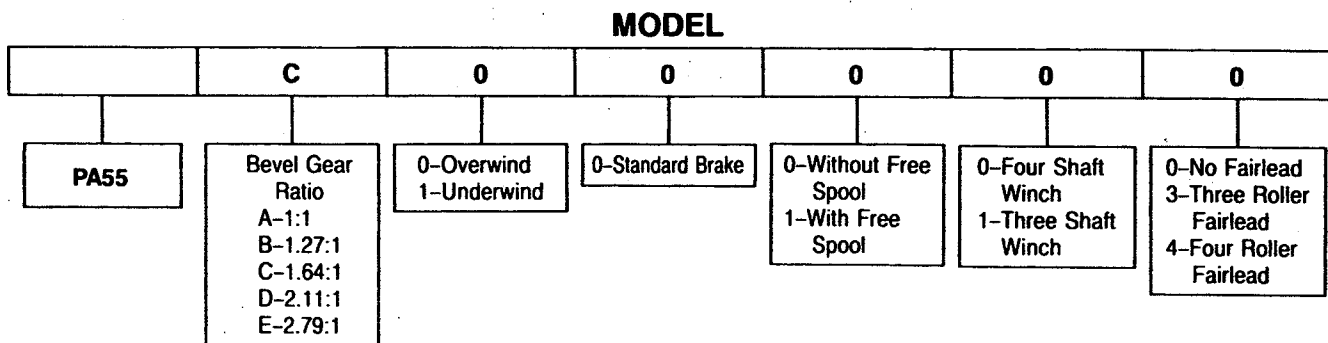 MODEL
C 0 0 0 0 0
PA55
Bevel Gear
Ratio
A–1:1
B–1.27:1
C–1.64:1
D–2.11:1
E–2.79:1
0–Overwind
1–Underwind
0–Standard Brake
0–Without Free
Spool
1–With Free
Spool
0–Four Shaft
Winch
1–Three Shaft
Winch
0–No Fairlead
3–Three Roller
Fairlead
4–Four Roller
Fairlead